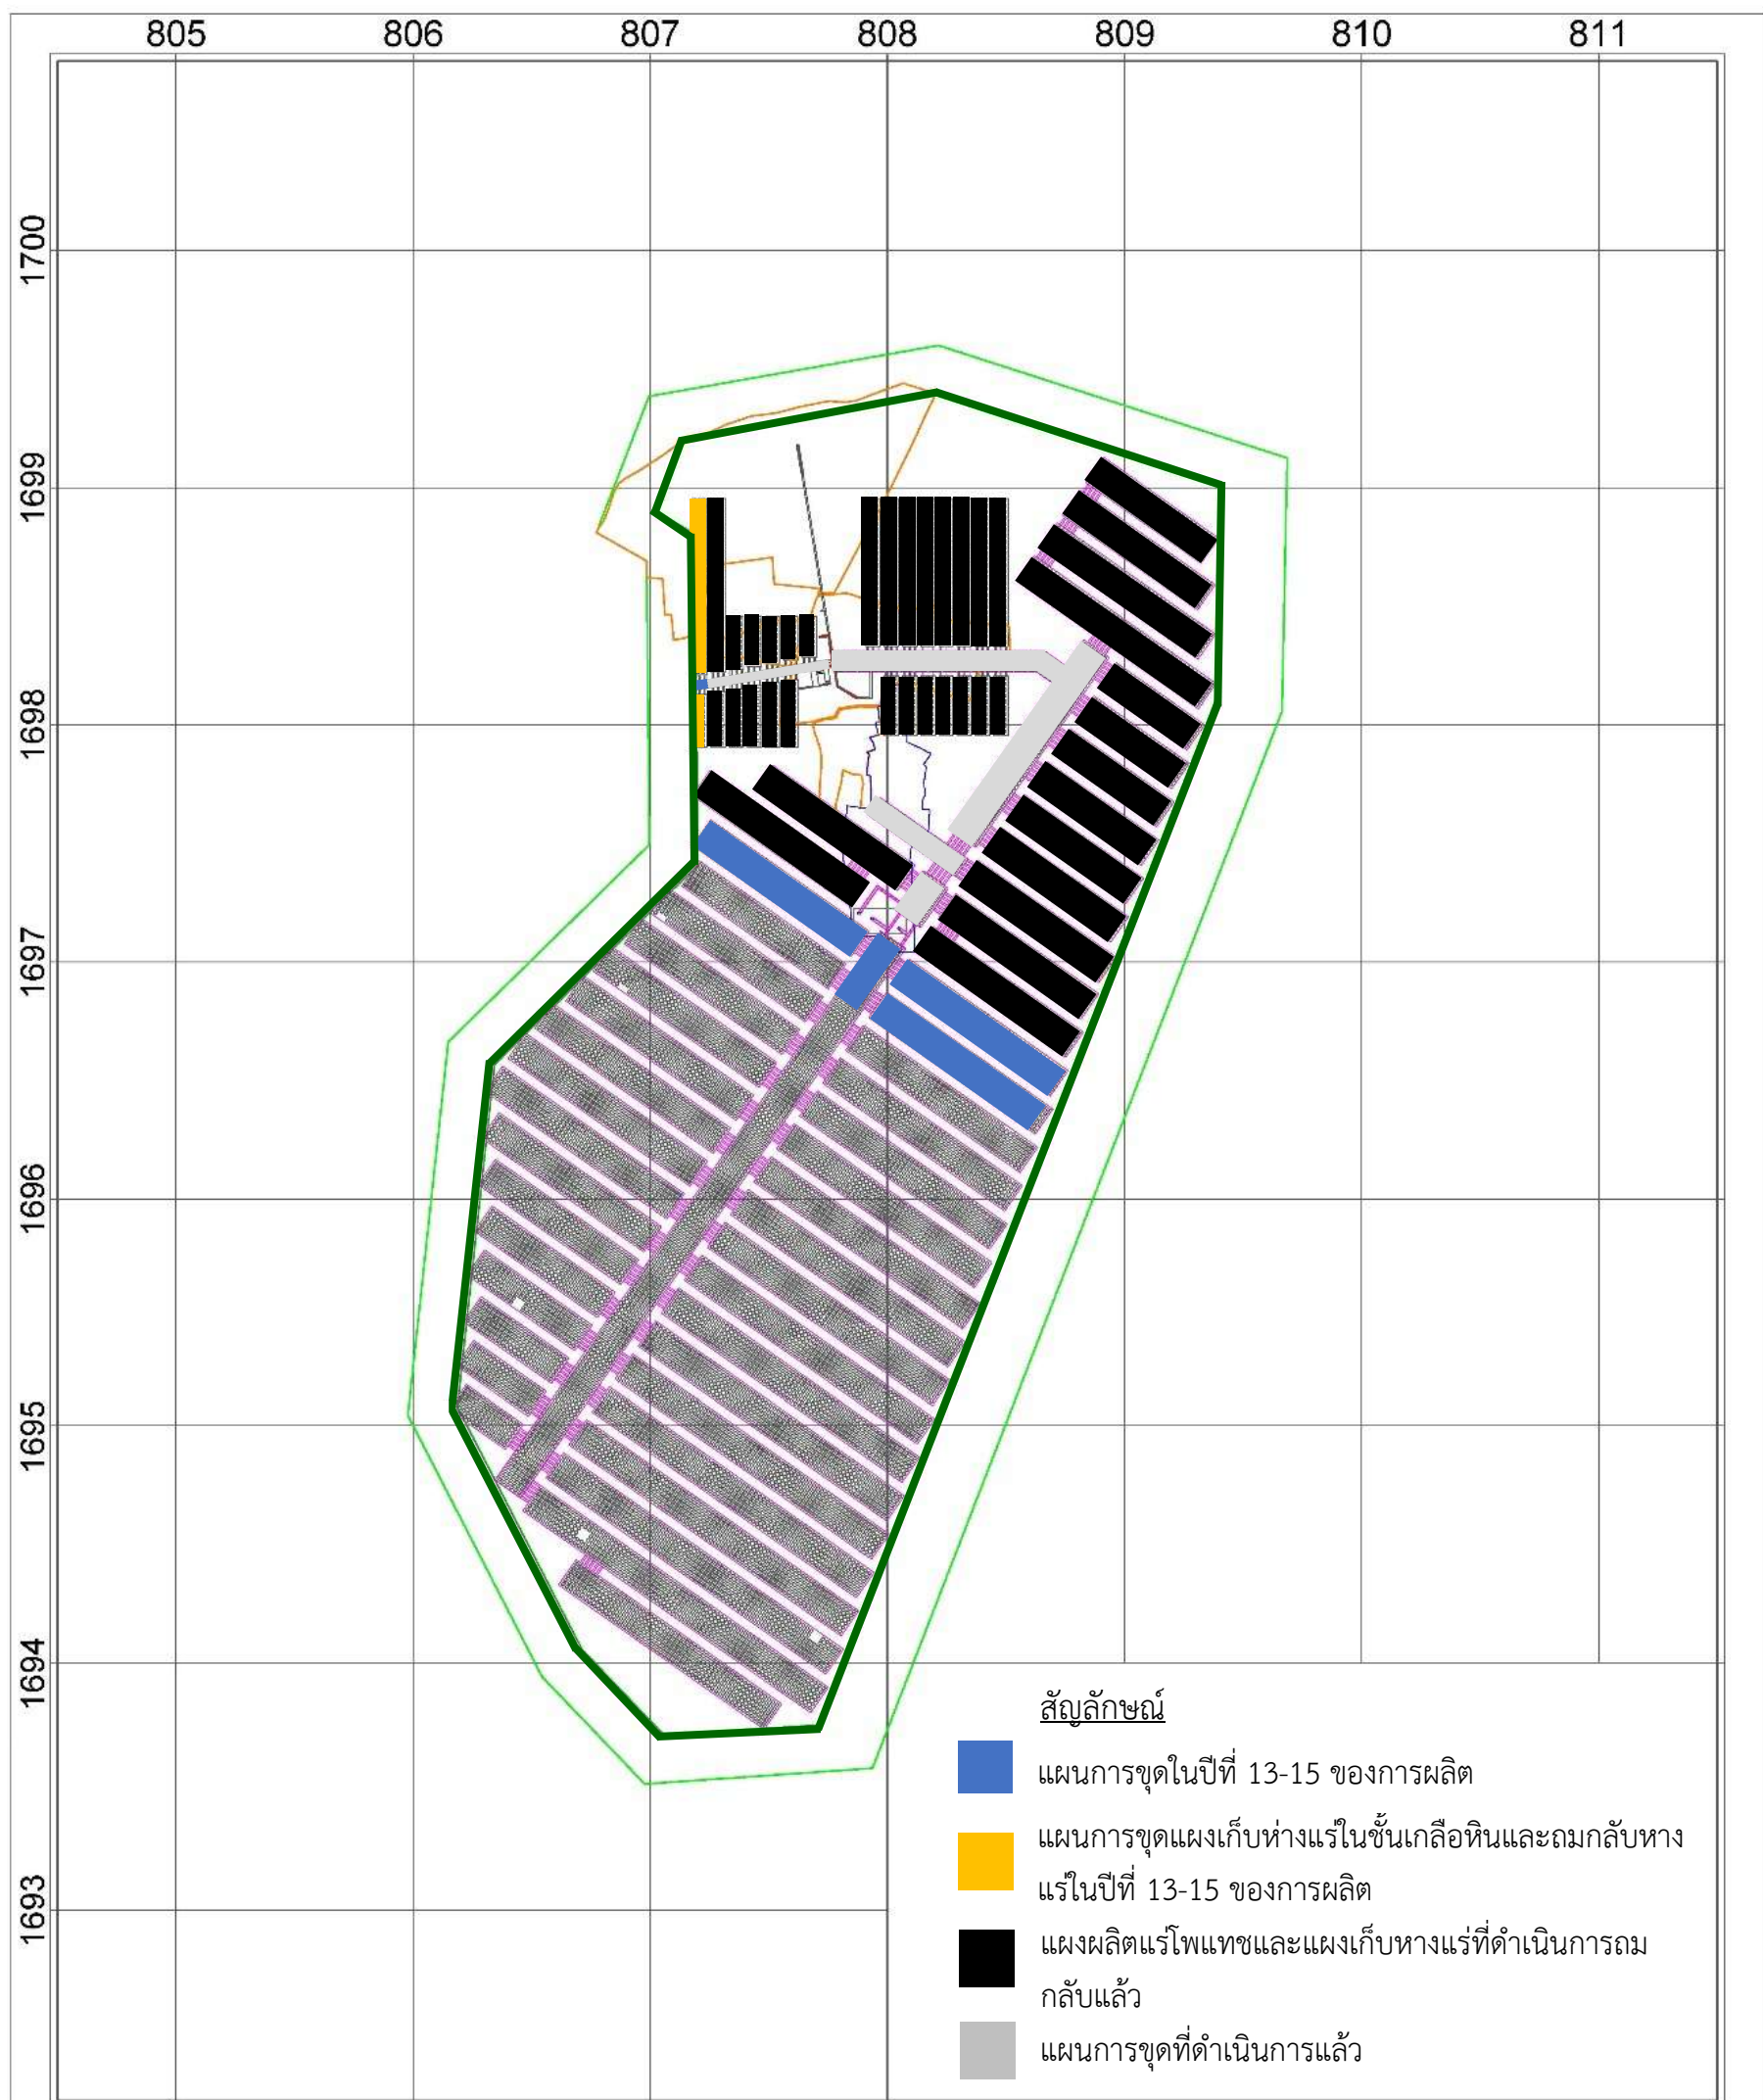 805 806 807 808 809 810 811
1700
1699
1698
1697
1696
1695
1694
1693
สัญลักษณ์
แผนการขุดในปีที่ 13-15 ของการผลิต
แผนการขุดแผงเก็บห่างแร่ในชั้นเกลือหินและถมกลับหาง
แร่ในปีที่ 13-15 ของการผลิต
แผงผลิตแร่โพแทชและแผงเก็บหางแร่ที่ดำเนินการถม
กลับแล้ว
แผนการขุดที่ดำเนินการแล้ว